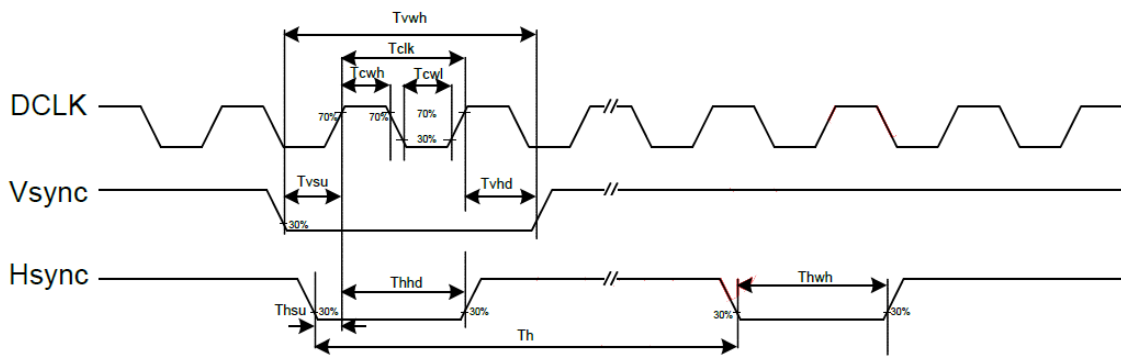 Tvwh
Tclk
Tcwh Tcwl
DCLK 70% 70% 70% //
30%
Vsync Tvsu Tvhd //
30%
Hsync Thhd // Thwh
Thsu 30% 30% 30% 30%
Th